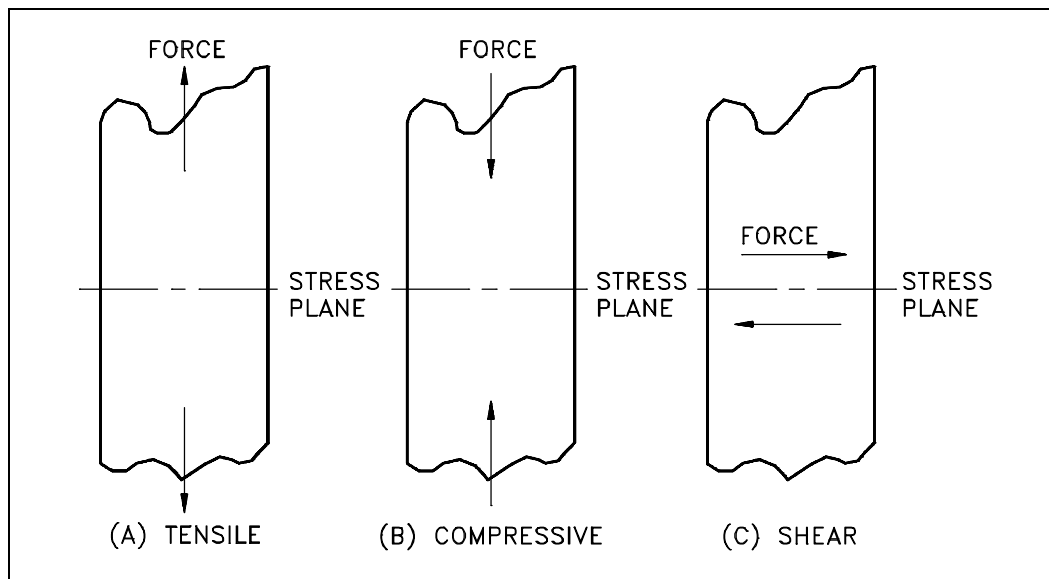 FORCE
STRESS
PLANE
(A) TENSILE
FORCE
STRESS
PLANE
(B) COMPRESSIVE
FORCE
STRESS
PLANE
(C) SHEAR